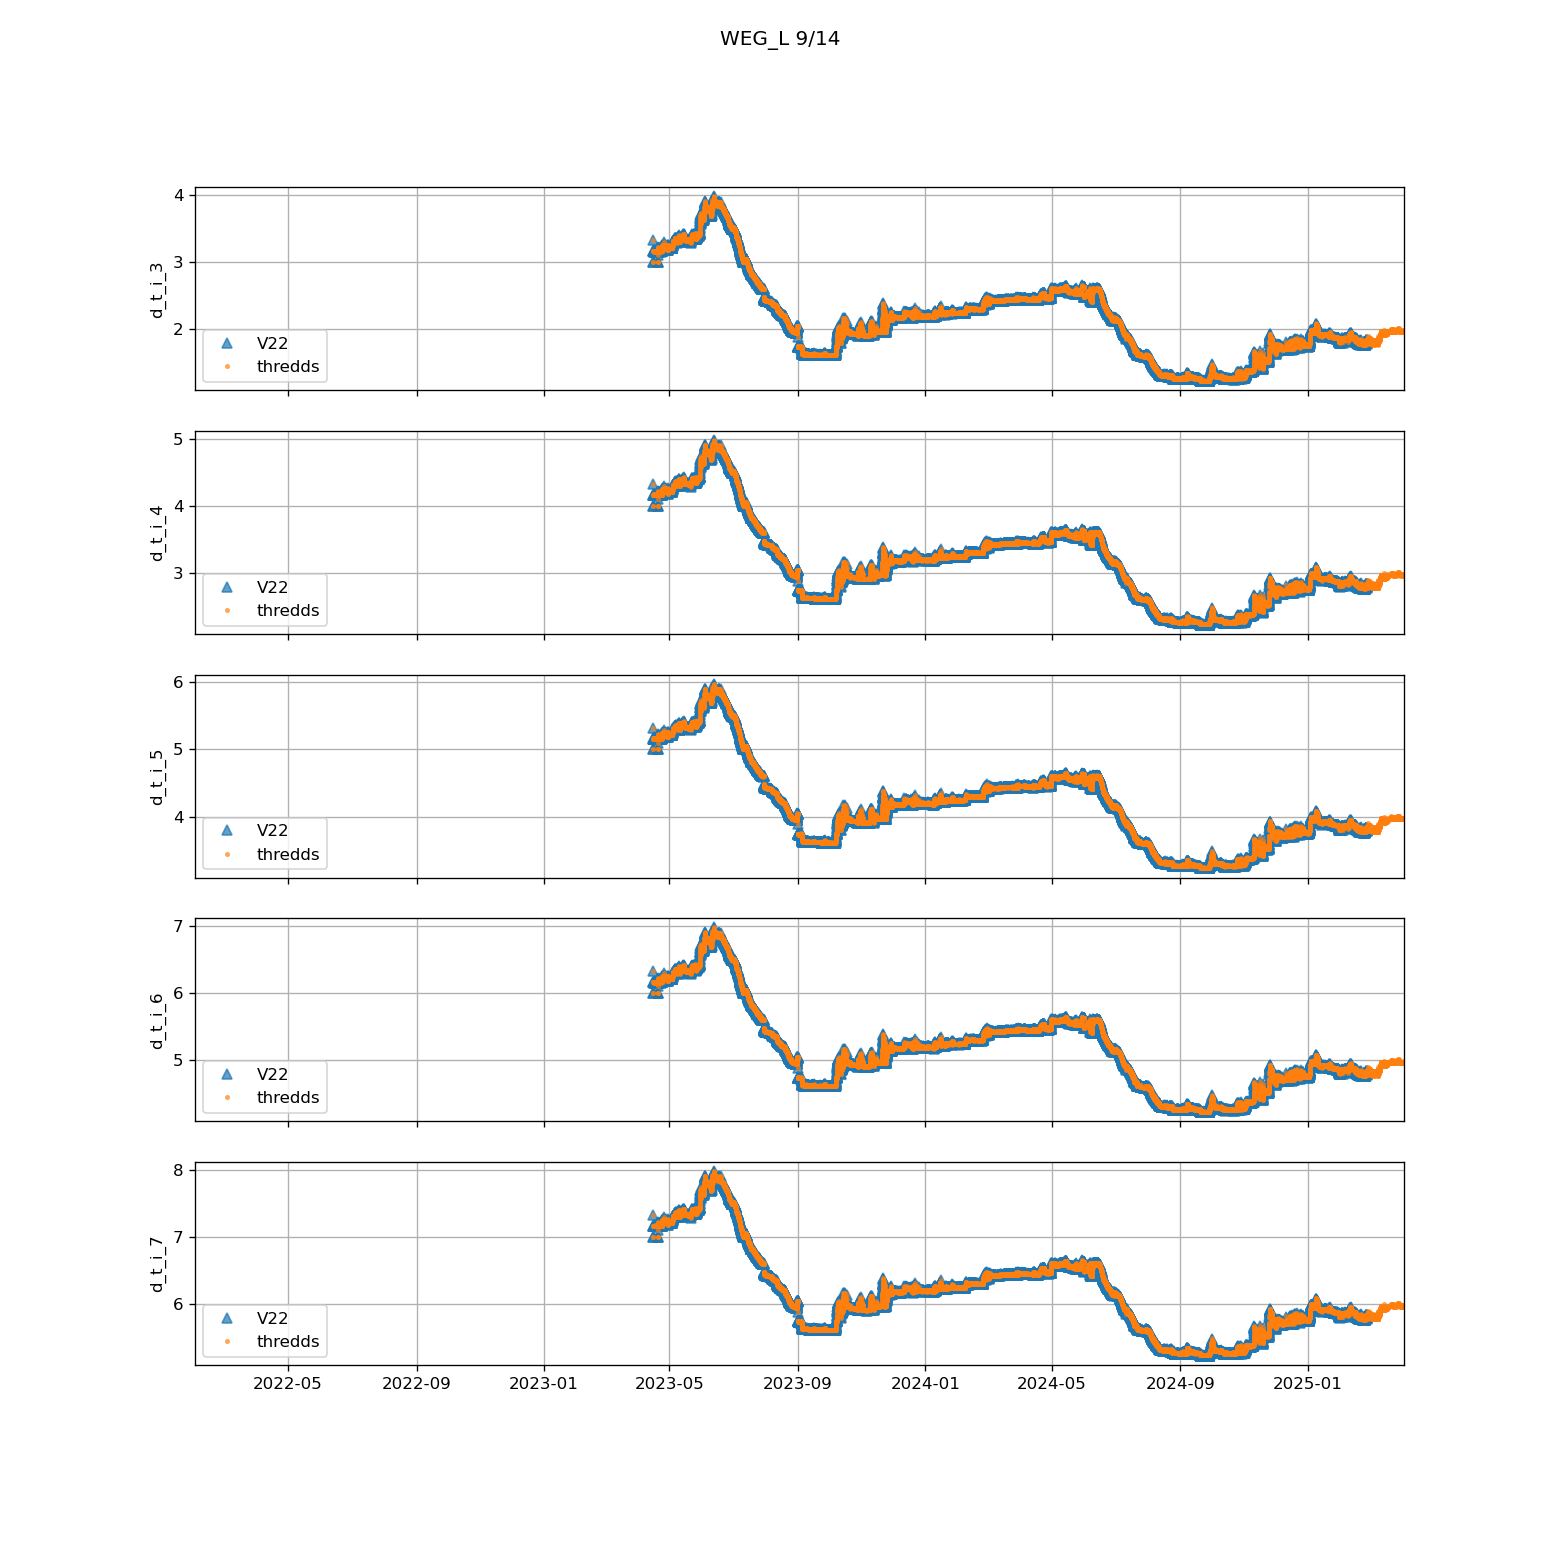 WEG_L 9/14
4
3
2
d_t_i_3
V22
thredds
5
4
3
d_t_i_4
V22
thredds
6
5
4
d_t_i_5
V22
thredds
7
6
5
d_t_i_6
V22
thredds
8
7
6
d_t_i_7
V22
thredds
2022-05 2022-09 2023-01 2023-05 2023-09 2024-01 2024-05 2024-09 2025-01